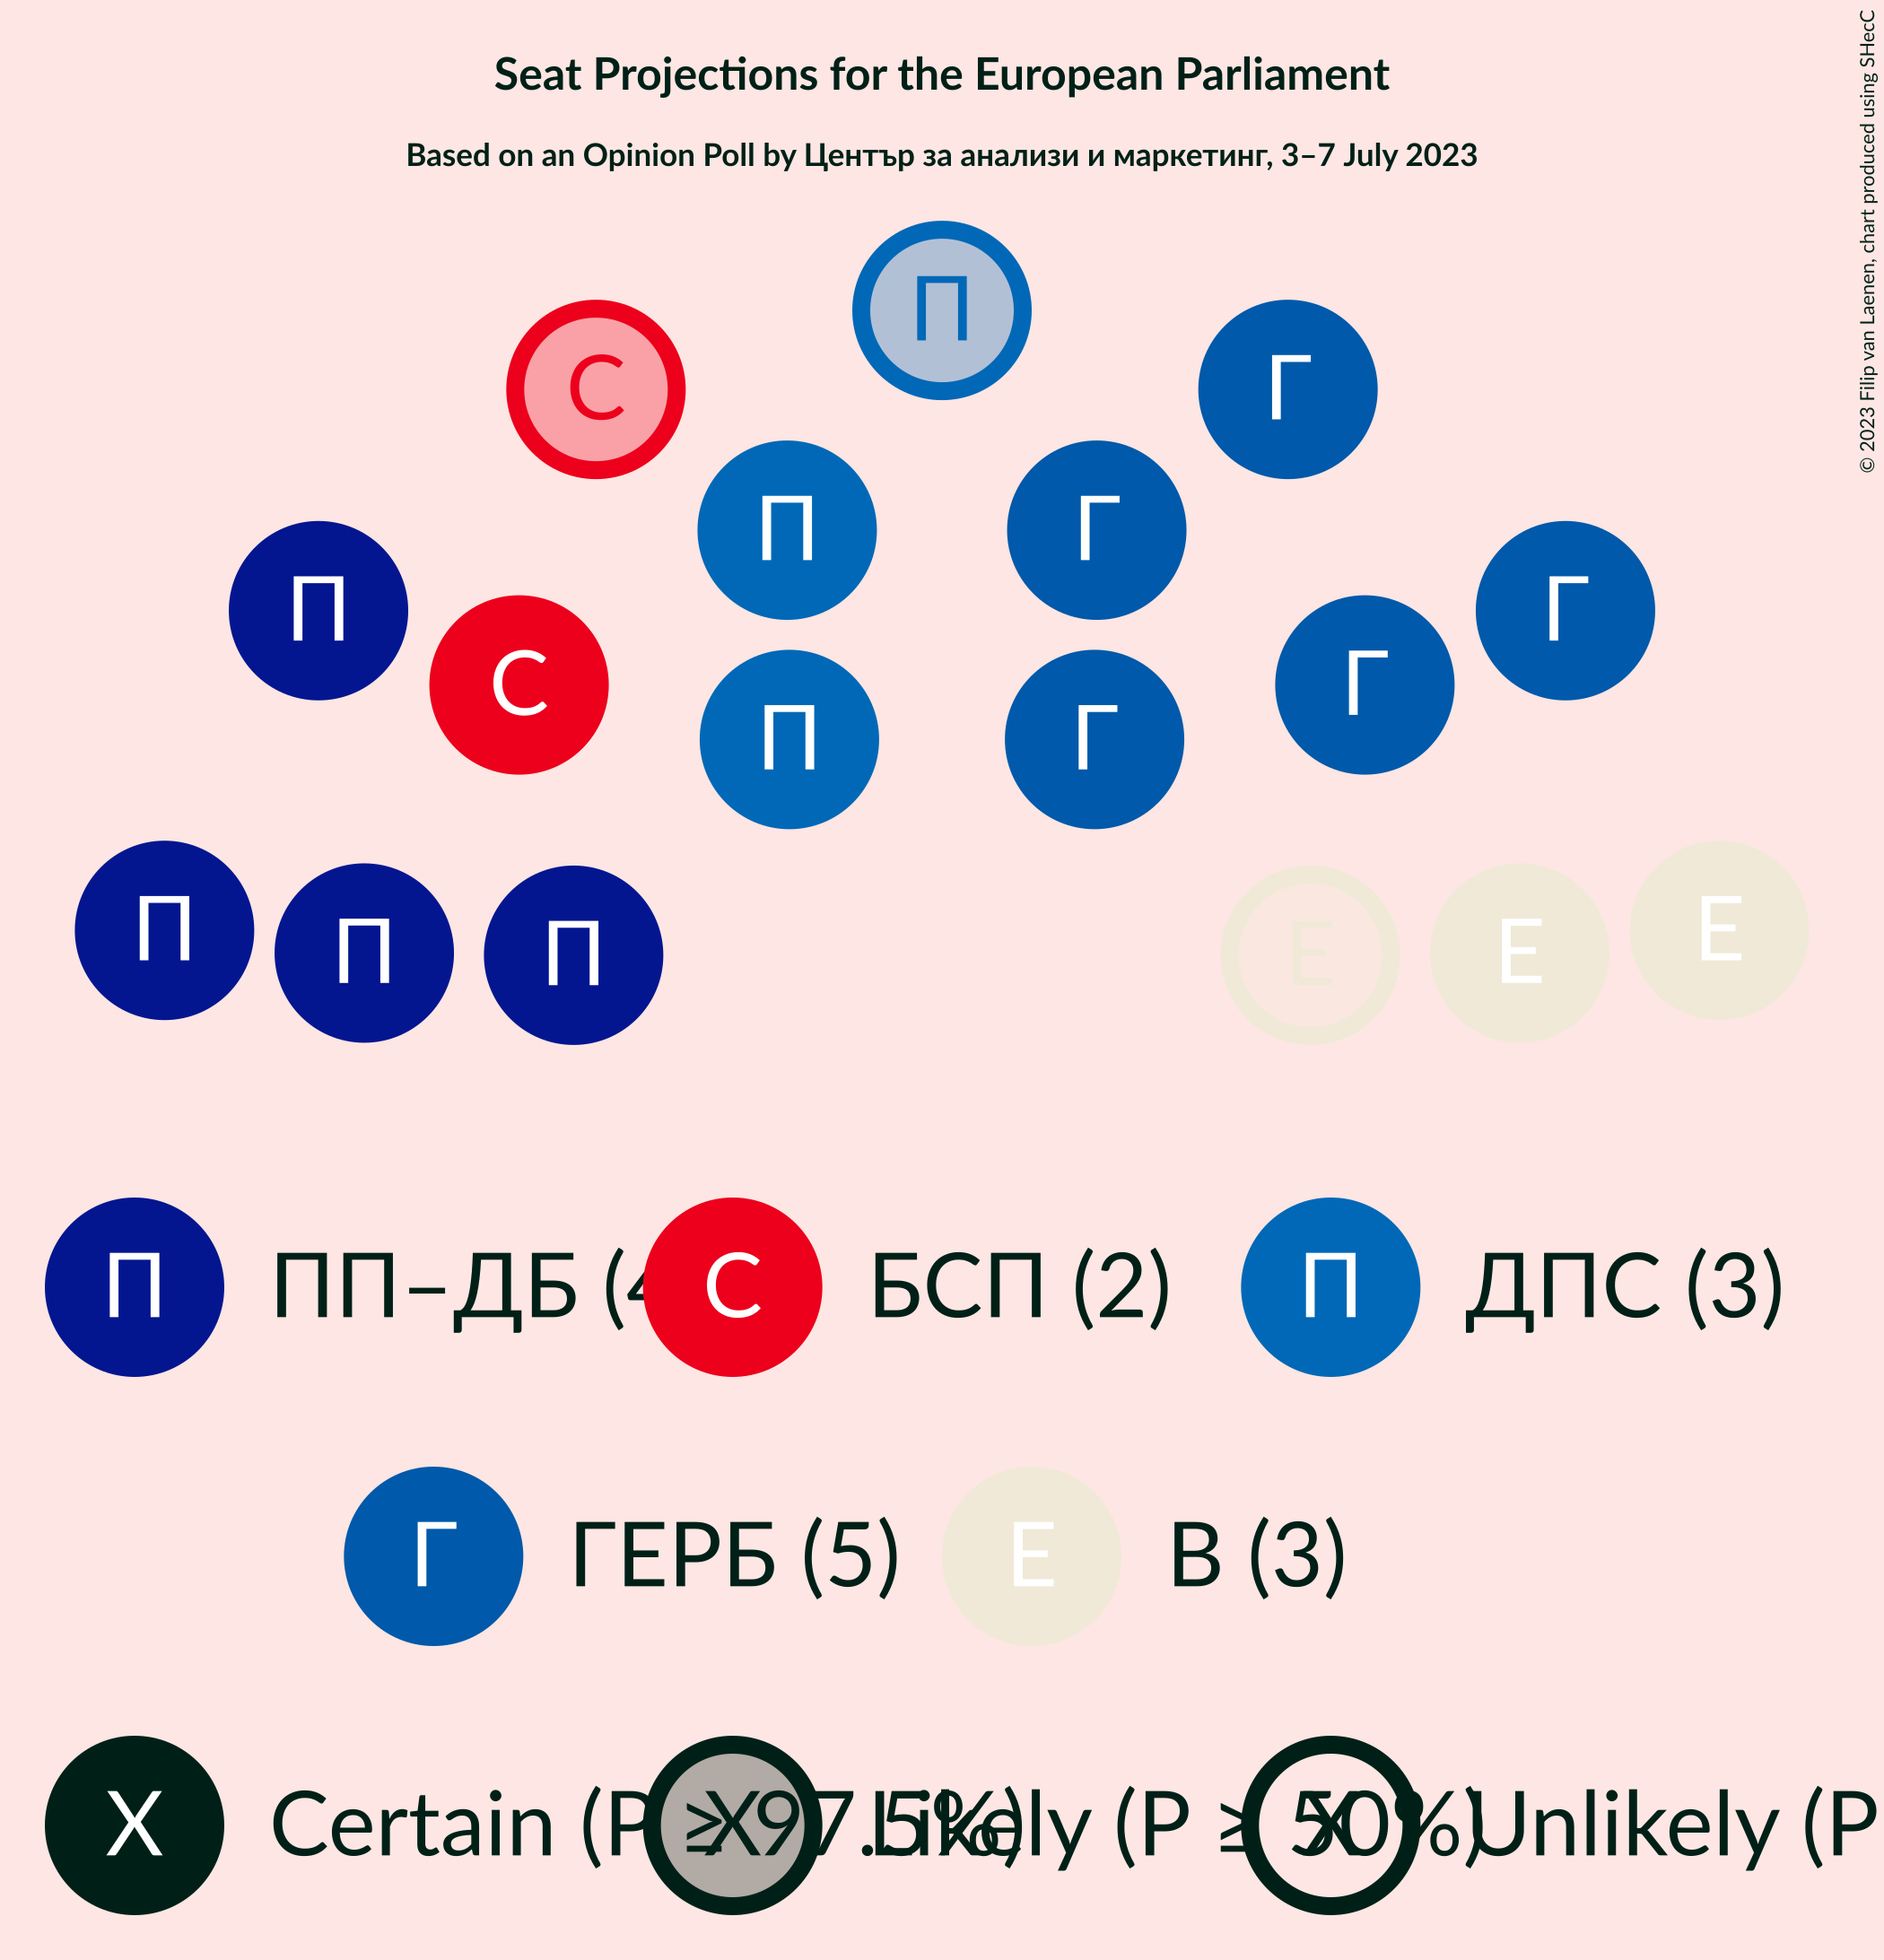 Seat Projections for the European Parliament
Based on an Opinion Poll by Център за анализи и маркетинг, 3–7 July 2023
© 2023 Filip van Laenen, chart produced using SHecC
П
С Г
П Г
П Г
С Г
П Г
П Е
П П Е Е
П ПП–ДБ (4 С БСП (2) П ДПС (3)
Г ГЕРБ (5) Е В (3)
X Certain (P ≥ 97.5%) X Likely (P ≥ 50%) X Unlikely (P